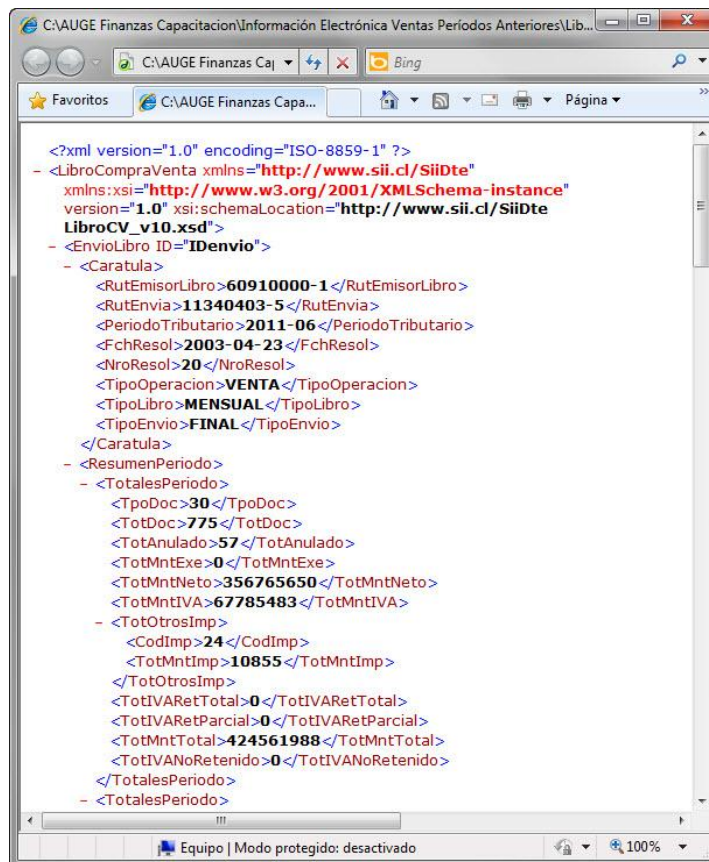 C:\AUGE Finanzas Capacitacion\Información Electrónica Ventas Períodos Anteriores\Lib...
C:\AUGE Finanzas Caj
Bing
Favoritos
C:\AUGE Finanzas Capa...
Página
»
<?xml version="1.0" encoding="ISO-8859-1" ?>
- <LibroCompraVenta xmlns="http://www.sii.cl/SiiDte"
xmlns:xsi="http://www.w3.org/2001/XMLSchema-instance"
version="1.0" xsi:schemaLocation="http://www.sii.cl/SiiDte
LibroCV_v10.xsd">
- <EnvioLibro ID="IDenvio">
- <Caratula>
<RutEmisorLibro>60910000-1</RutEmisorLibro>
<RutEnvia>11340403-5</RutEnvia>
<PeriodoTributario>2011-06</PeriodoTributario>
<FchResol>2003-04-23</FchResol>
<NroResol>20</NroResol>
<TipoOperacion>VENTA</TipoOperacion>
<TipoLibro>MENSUAL</TipoLibro>
<TipoEnvio>FINAL</TipoEnvio>
</Caratula>
- <ResumenPeriodo>
- <TotalesPeriodo>
<TpoDoc>30</TpoDoc>
<TotDoc>775</TotDoc>
<TotAnulado>57</TotAnulado>
<TotMntExe>0</TotMntExe>
<TotMntNeto>356765650</TotMntNeto>
<TotMntIVA>67785483</TotMntIVA>
- <TotOtrosImp>
<CodImp>24</CodImp>
<TotMntImp>10855</TotMntImp>
</TotOtrosImp>
<TotIVARetTotal>0</TotIVARetTotal>
<TotIVARetParcial>0</TotIVARetParcial>
<TotMntTotal>424561988</TotMntTotal>
<TotIVANoRetenido>0</TotIVANoRetenido>
</TotalesPeriodo>
- <TotalesPeriodo>
Equipo | Modo protegido: desactivado
100%